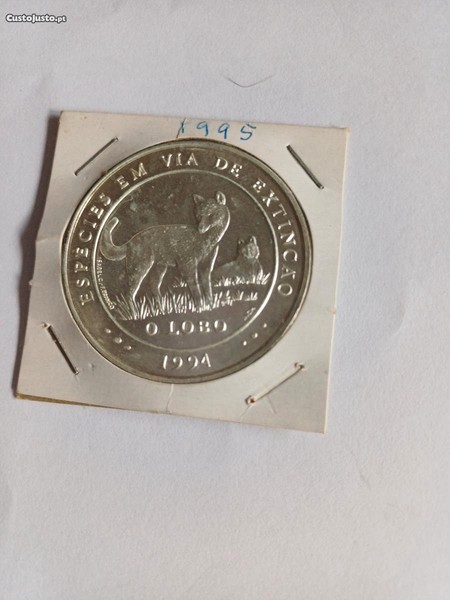 CustoJusto.pt
1995
ESPÉCIES EM VIA DE EXTINÇÃO
O LOBO
1994